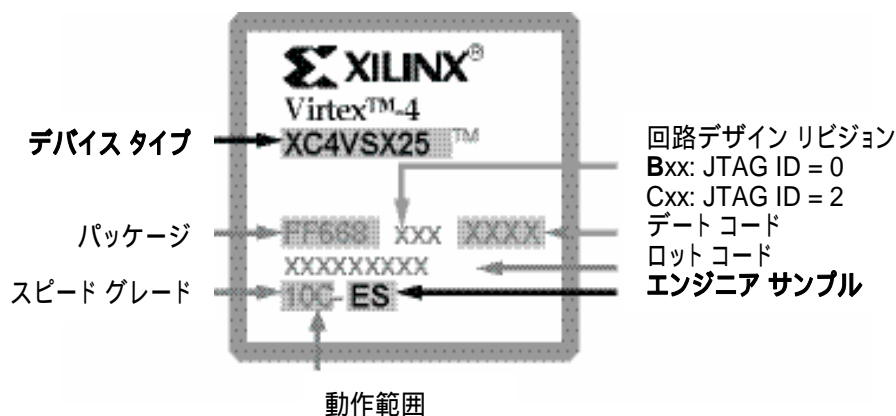 XILINX®
Virtex™-4
デバイス タイプ
XC4VSX25™
回路デザイン リビジョン
Bxx: JTAG ID = 0
Cxx: JTAG ID = 2
パッケージ
FF668 xxx XXXX
デート コード
XXXXXXXXX
ロット コード
スピード グレード
10C- ES
エンジニア サンプル
動作範囲